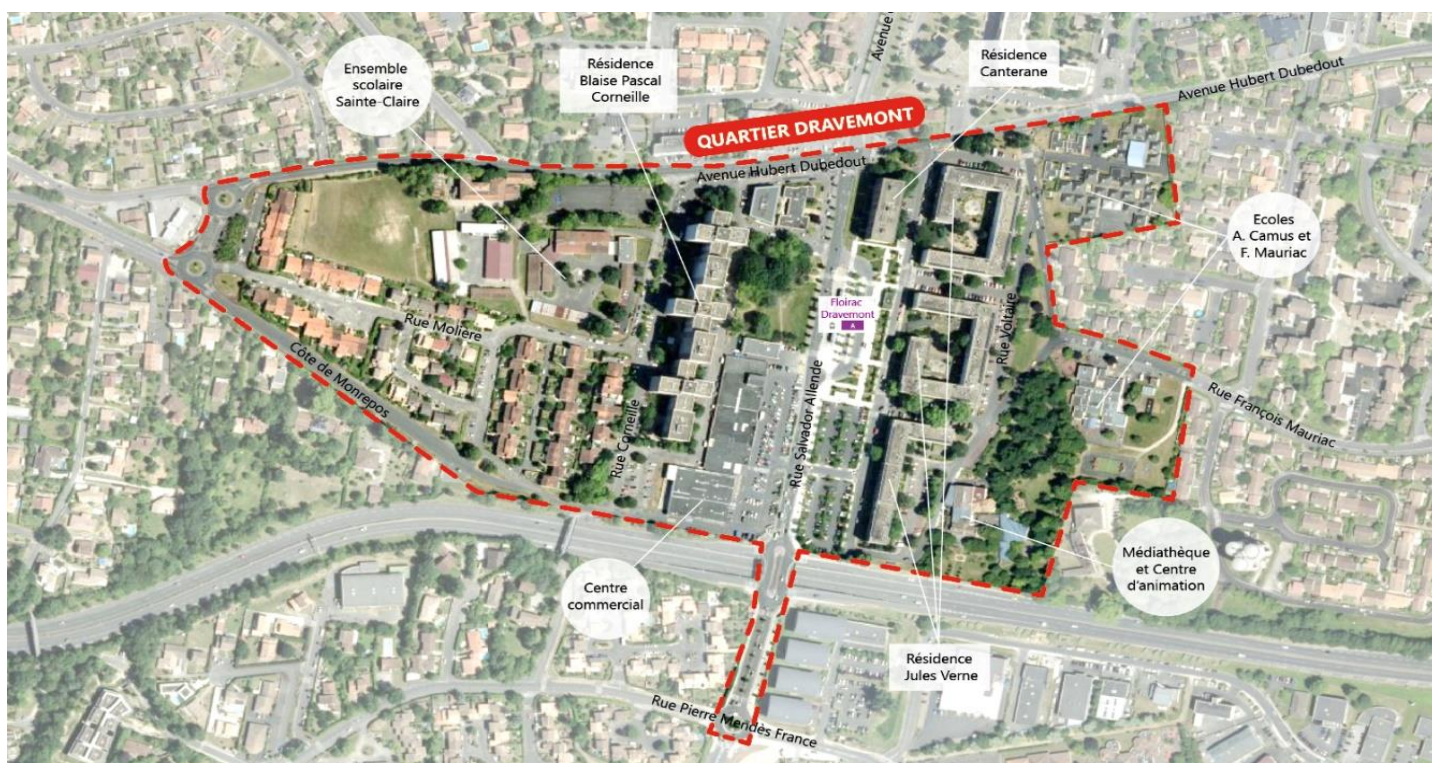 Ensemble
scolaire
Sainte-Claire
Résidence
Blaise Pascal
Corneille
QUARTIER DRAVEMONT
Avenue
Résidence
Canterane
Avenue Hubert Dubedout
Avenue Hubert Dubedout
Ecoles
A. Camus et
F. Mauriac
Floirac
Dravemont
A
Rue Molière
Côte de Monrepos
Rue Corneille
Rue Salvador Allende
Rue Voltaire
Rue François Mauriac
Centre
commercial
Médiathèque
et Centre
d'animation
Résidence
Jules Verne
Rue Pierre Mendès France